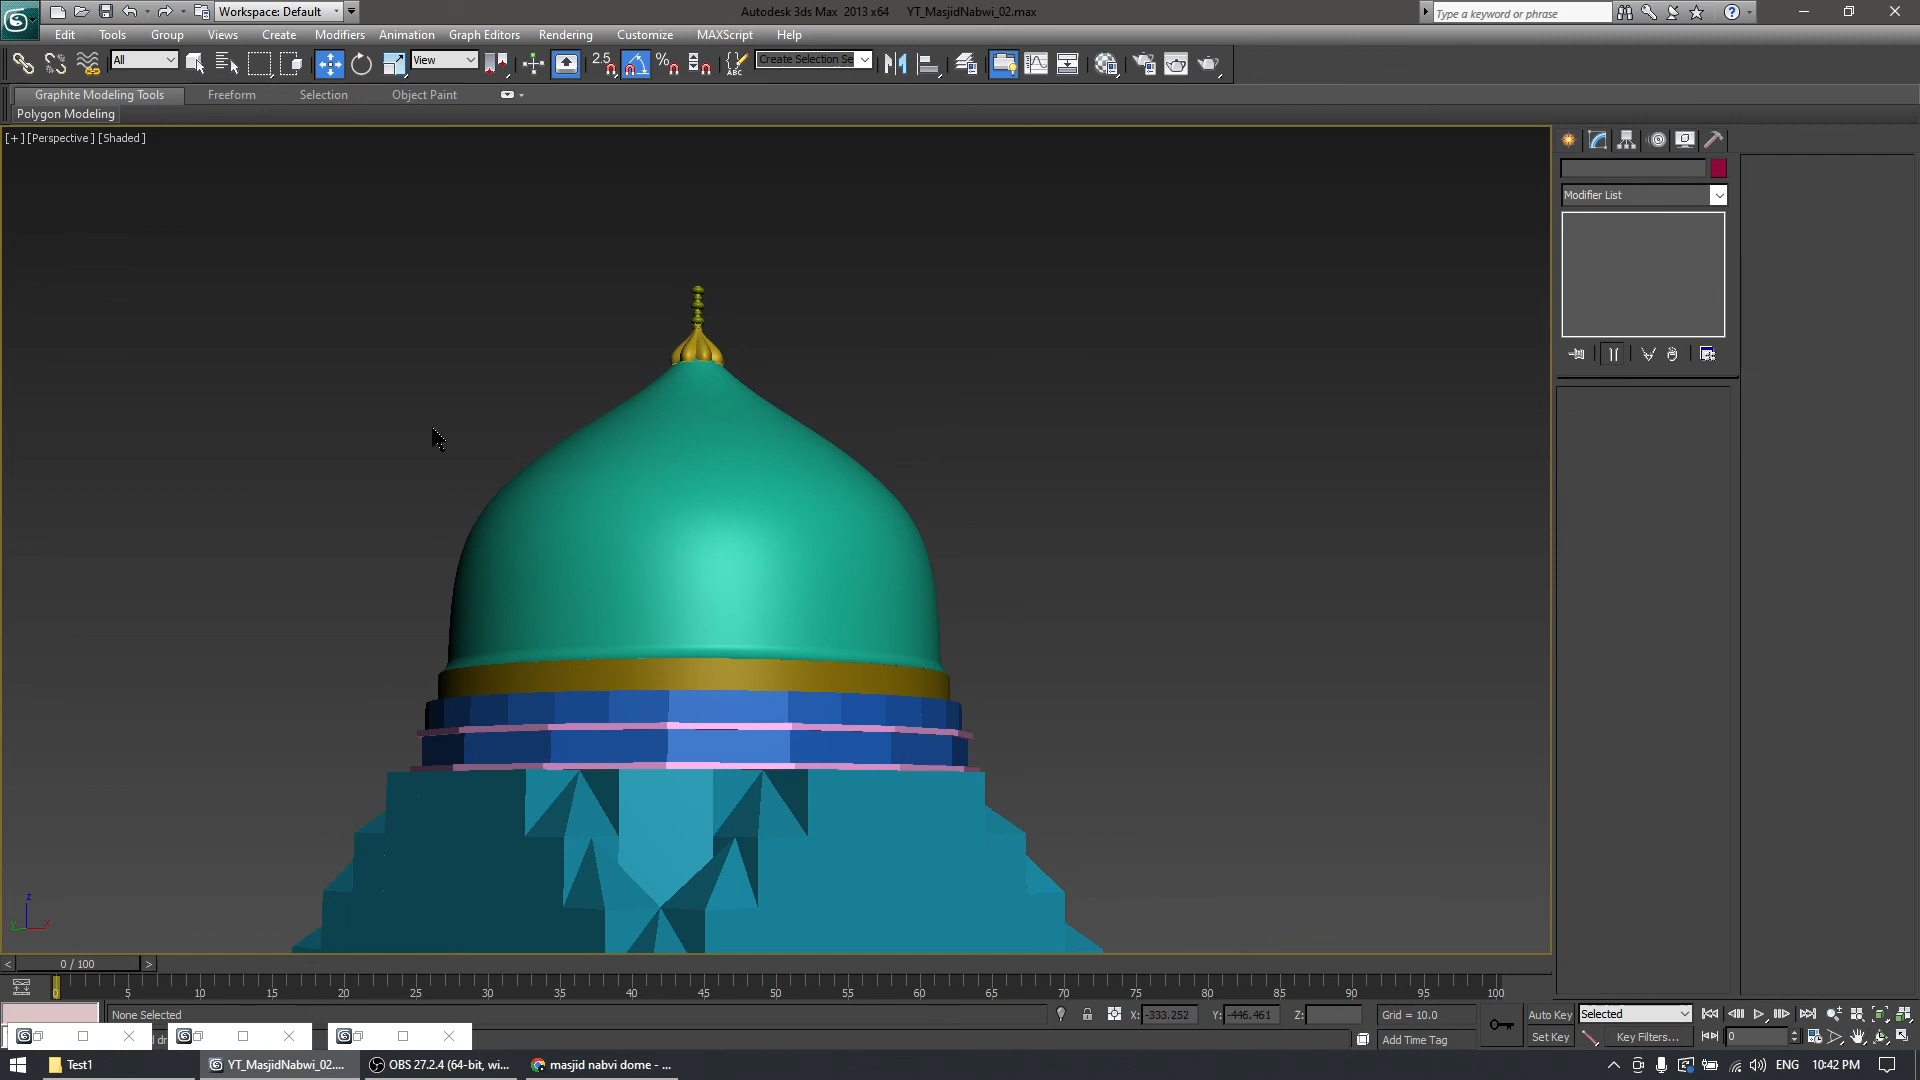 Workspace: Default
Autodesk 3ds Max 2013 x64 YT_MasjidNabwi_02.max
Type a keyword or phrase
Edit Tools Group Views Create Modifiers Animation Graph Editors Rendering Customize MAXScript Help
All
View
2.5
%
ABC
Create Selection Se
Graphite Modeling Tools Freeform Selection Object Paint
Polygon Modeling
[+] [Perspective] [Shaded]
Modifier List
z
y x
< 0 / 100 >
0 5 10 15 20 25 30 35 40 45 50 55 60 65 70 75 80 85 90 95 100
None Selected X: -333.252 Y: -446.461 Z: Grid = 10.0 Auto Key Selected
Add Time Tag Set Key Key Filters... 0
Test1 YT_MasjidNabwi_02.... OBS 27.2.4 (64-bit, wi... masjid nabvi dome - ... ENG 10:42 PM